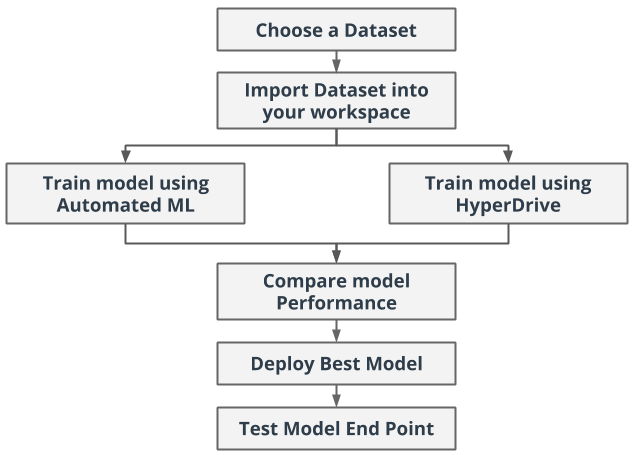 Choose a Dataset
Import Dataset into
your workspace
Train model using
Automated ML
Train model using
HyperDrive
Compare model
Performance
Deploy Best Model
Test Model End Point